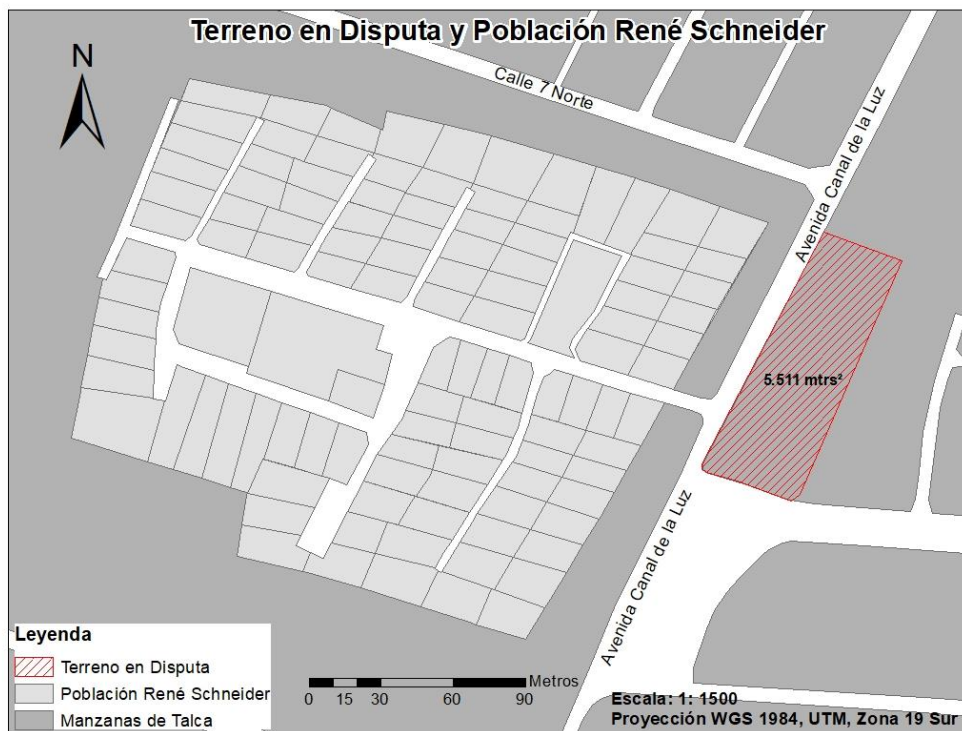 Terreno en Disputa y Población René Schneider
N
Calle 7 Norte
Avenida Canal de la Luz
5.511 mtrs²
Avenida Canal de la Luz
Leyenda
Terreno en Disputa
Población René Schneider
Manzanas de Talca
Metros
0 15 30 60 90
Escala: 1: 1500
Proyección WGS 1984, UTM, Zona 19 Sur